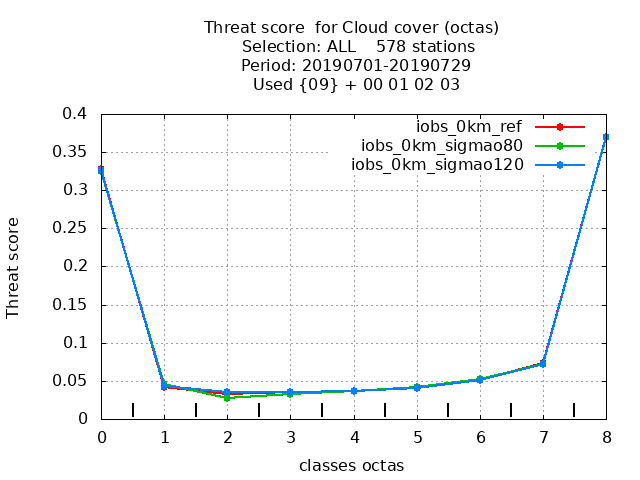 Threat score  for Cloud cover (octas)
Selection: ALL    578 stations
Period: 20190701-20190729
Used {09} + 00 01 02 03
iobs_0km_ref
iobs_0km_sigmao80
iobs_0km_sigmao120
Threat score
0.4
0.35
0.3
0.25
0.2
0.15
0.1
0.05
0
0 1 2 3 4 5 6 7 8
classes octas